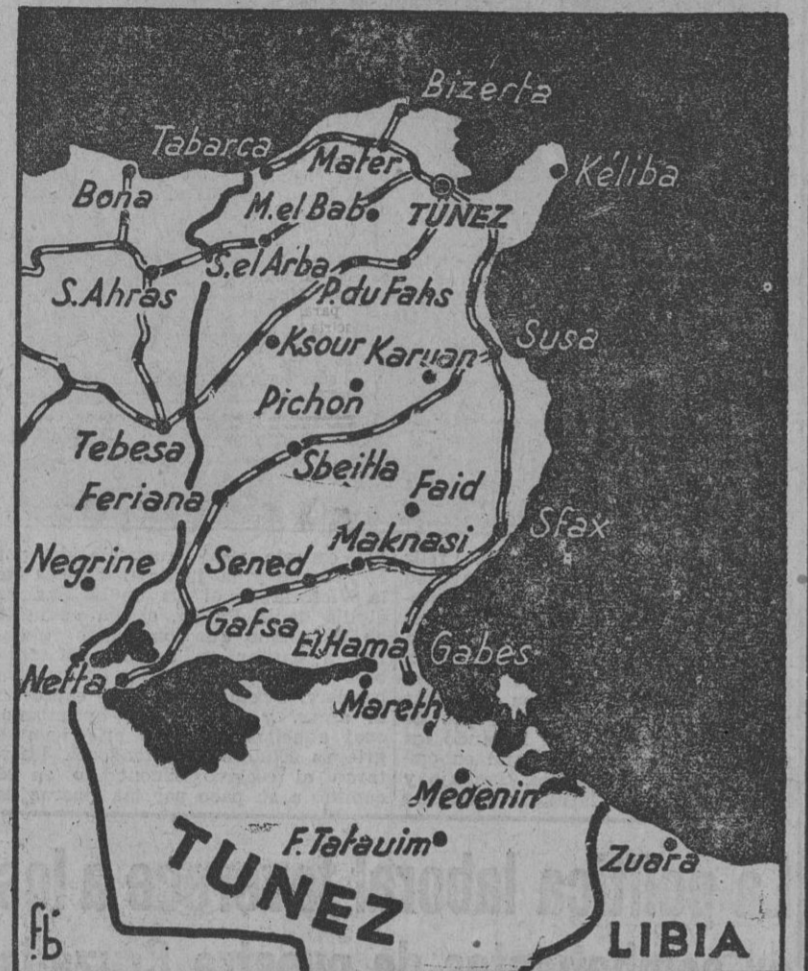 Bizerta
Tabarca
Mater
Kéliba
Bona
M.el Bab
TUNEZ
S.el Arba
S.Ahras
P.du Fahs
Susa
Ksour
Karuan
Pichon
Tebesa
Sbeitla
Feriana
Faid
Sfax
Maknasi
Negrine
Sened
Gafsa
El Hama
Gabes
Netta
Mareth
Medenin
F.Tatauim
TUNEZ
Zuara
fb
LIBIA